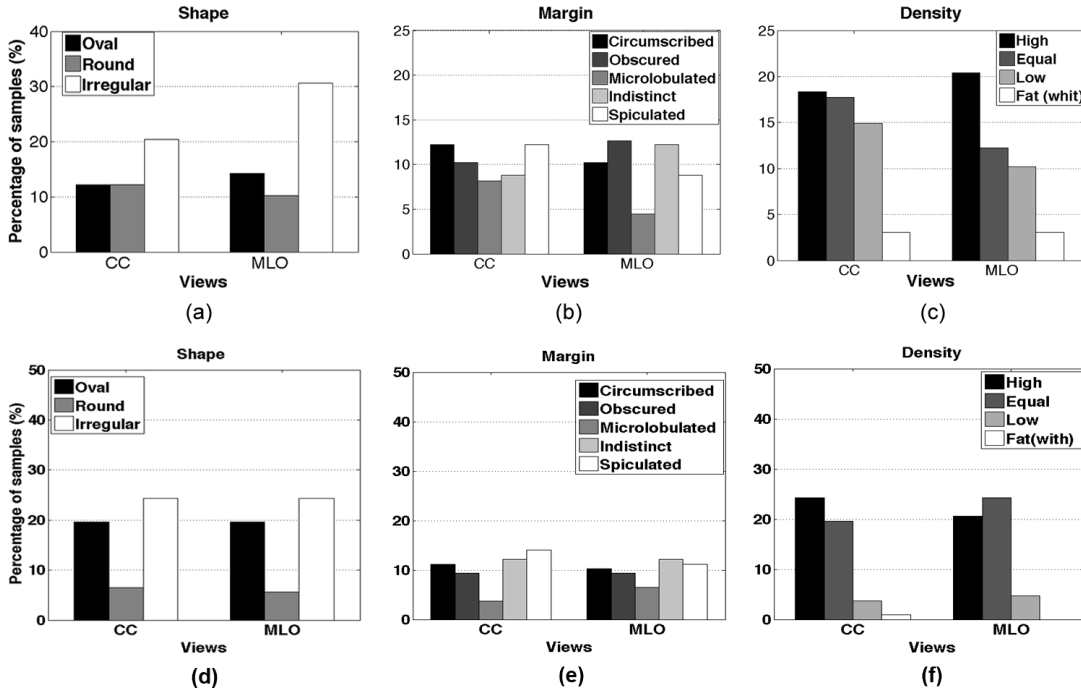 Shape
Percentage of samples (%)
40
30
20
10
0
Oval
Round
Irregular
CC MLO
Views
(a)
Margin
25
20
15
10
5
0
Circumscribed
Obscured
Microlobulated
Indistinct
Spiculated
CC MLO
Views
(b)
Density
25
20
15
10
5
0
High
Equal
Low
Fat (whit)
CC MLO
Views
(c)
Shape
Percentage of samples (%)
50
40
30
20
10
0
Oval
Round
Irregular
CC MLO
Views
(d)
Margin
50
40
30
20
10
0
Circumscribed
Obscured
Microlobulated
Indistinct
Spiculated
CC MLO
Views
(e)
Density
50
40
30
20
10
0
High
Equal
Low
Fat(with)
CC MLO
Views
(f)